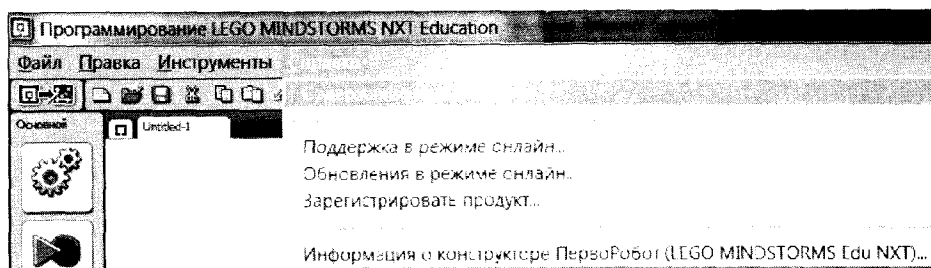 Программирование LEGO MINDSTORMS NXT Education
Файл Правка Инструменты
Основной
Untitled-1
Поддержка в режиме онлайн...
Обновления в режиме онлайн...
Зарегистрировать продукт...
Информация о конструкторе ПервоРобот (LEGO MINDSTORMS Edu NXT)...